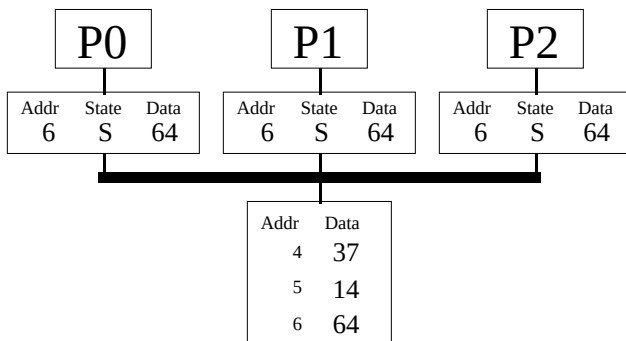 P0 P1 P2
Addr State Data Addr State Data Addr State Data
6 S 64 6 S 64 6 S 64
Addr Data
4 37
5 14
6 64